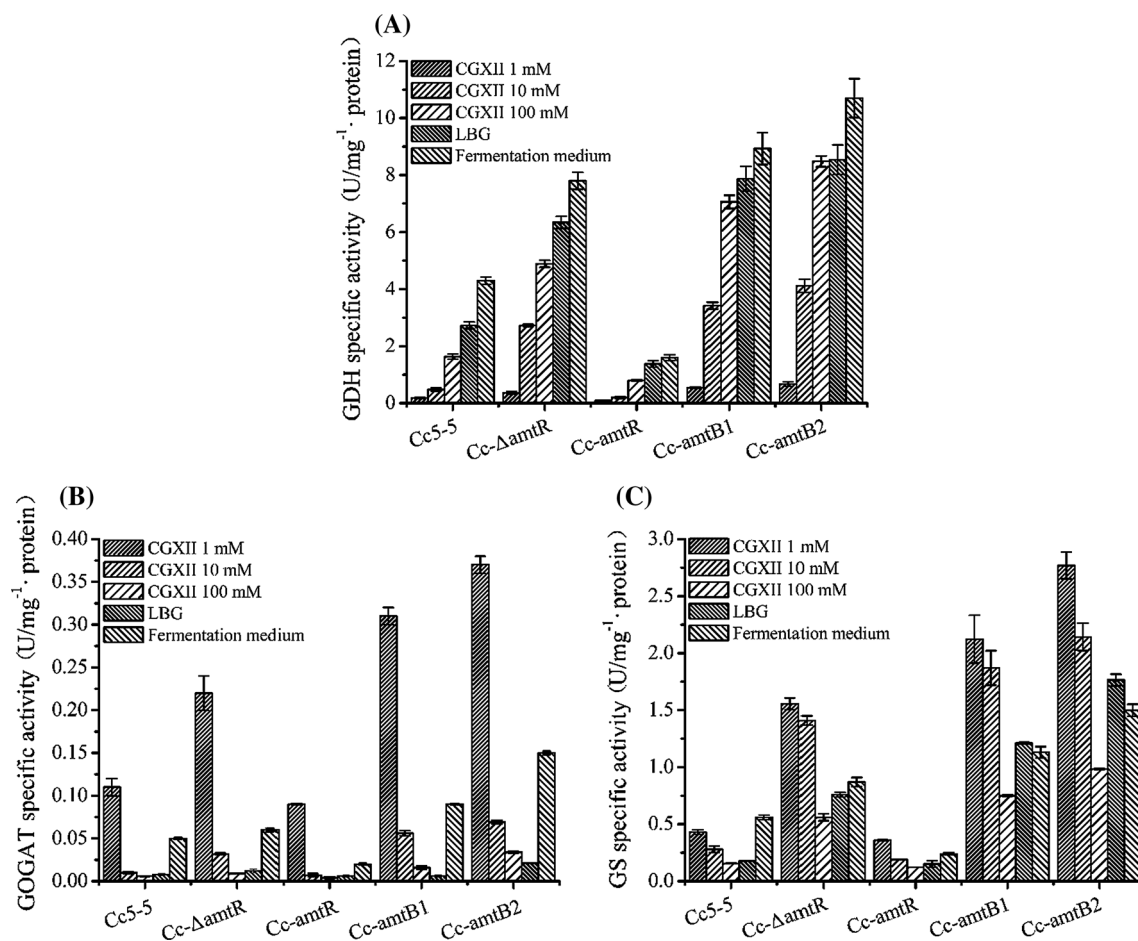 (A)
GDH specific activity (U/mg⁻¹· protein)
12
10
8
6
4
2
0
CGXII 1 mM
CGXII 10 mM
CGXII 100 mM
LBG
Fermentation medium
Cc5-5
Cc-ΔamtR
Cc-amtR
Cc-amtB1
Cc-amtB2
(B)
GOGAT specific activity (U/mg⁻¹· protein)
0.40
0.35
0.30
0.25
0.20
0.15
0.10
0.05
0.00
CGXII 1 mM
CGXII 10 mM
CGXII 100 mM
LBG
Fermentation medium
Cc5-5
Cc-ΔamtR
Cc-amtR
Cc-amtB1
Cc-amtB2
(C)
GS specific activity (U/mg⁻¹· protein)
3.0
2.5
2.0
1.5
1.0
0.5
0.0
CGXII 1 mM
CGXII 10 mM
CGXII 100 mM
LBG
Fermentation medium
Cc5-5
Cc-ΔamtR
Cc-amtR
Cc-amtB1
Cc-amtB2